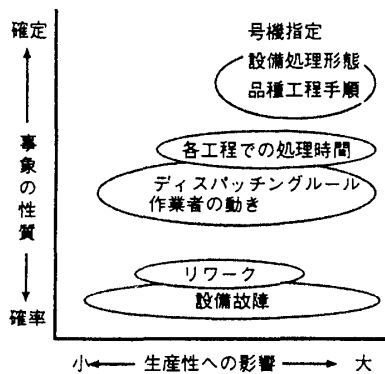 確定
事象の性質
確率
号機指定
設備処理形態
品種工程手順
各工程での処理時間
ディスパッチングルール
作業者の動き
リワーク
設備故障
小 生産性への影響 大